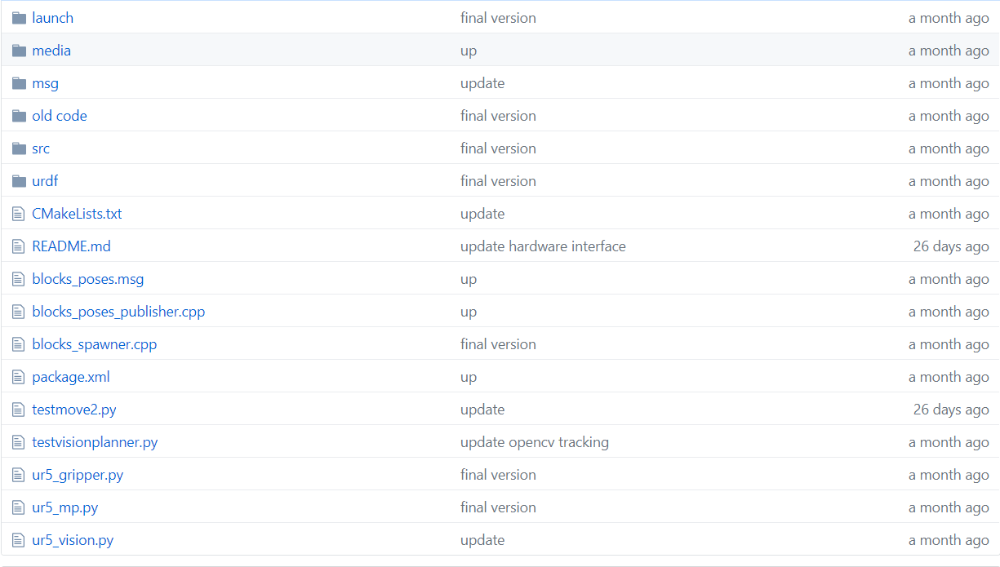 launch final version a month ago
media up a month ago
msg update a month ago
old code final version a month ago
src final version a month ago
urdf final version a month ago
CMakeLists.txt update a month ago
README.md update hardware interface 26 days ago
blocks_poses.msg up a month ago
blocks_poses_publisher.cpp up a month ago
blocks_spawner.cpp final version a month ago
package.xml up a month ago
testmove2.py update 26 days ago
testvisionplanner.py update opencv tracking a month ago
ur5_gripper.py final version a month ago
ur5_mp.py final version a month ago
ur5_vision.py update a month ago